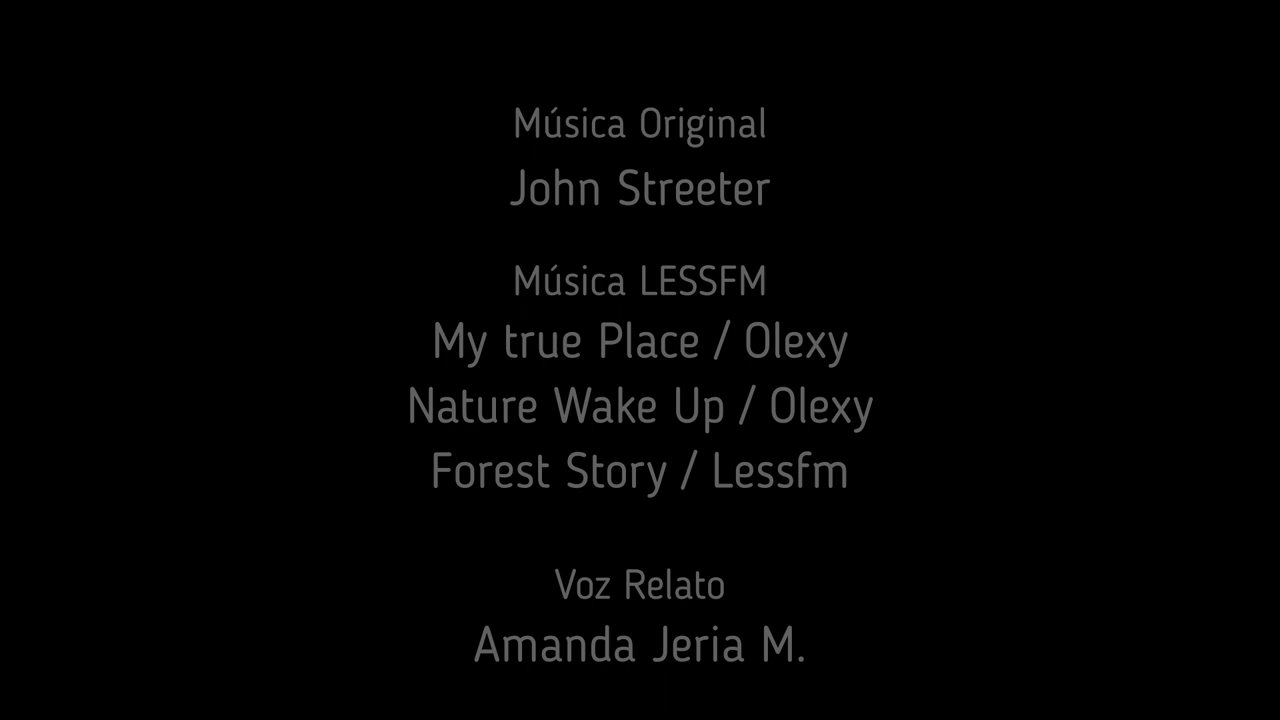 Música Original
John Streeter
Música LESSFM
My true Place / Olexy
Nature Wake Up / Olexy
Forest Story / Lessfm
Voz Relato
Amanda Jeria M.